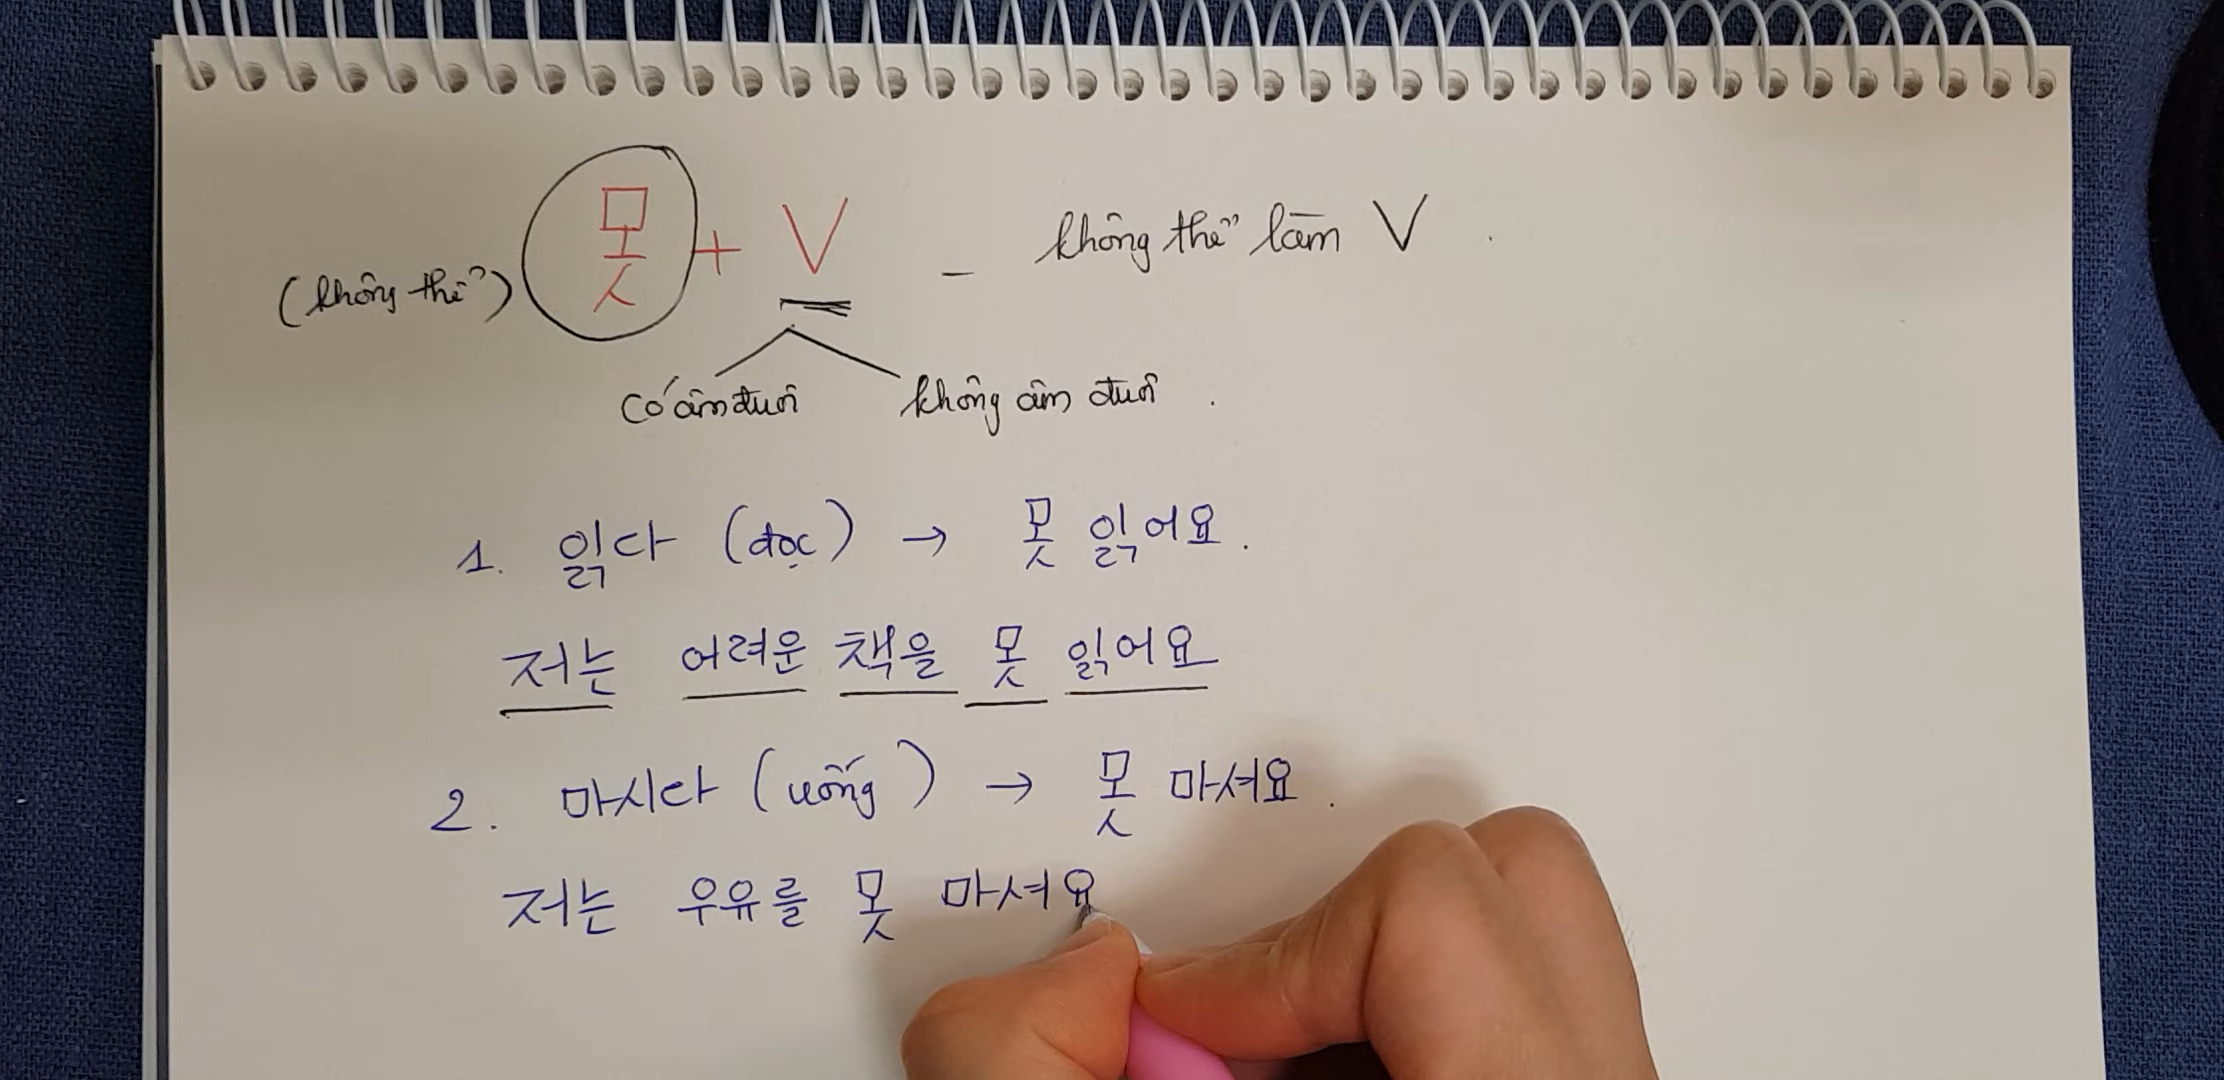 (không thể) 못 + V - không thể làm V.
có âm đuôi không âm đuôi.
1. 읽다 (đọc) → 못 읽어요.
저는 어려운 책을 못 읽어요
2. 마시다 (uống) → 못 마셔요.
저는 우유를 못 마셔요